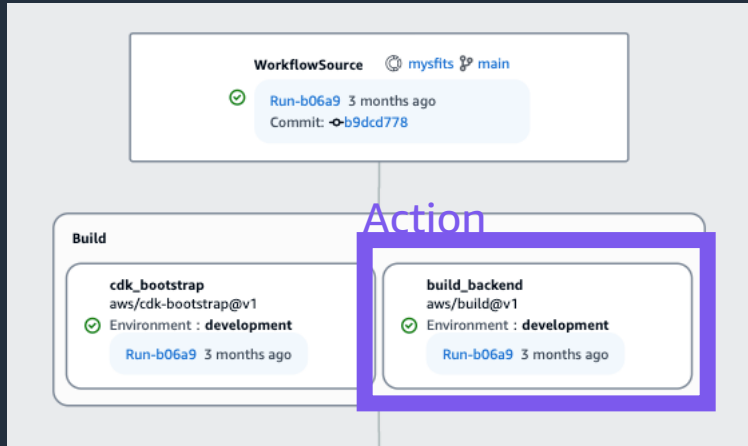 WorkflowSource mysfits main
Run-b06a9 3 months ago
Commit: b9dcd778
Action
Build
cdk_bootstrap
aws/cdk-bootstrap@v1
Environment : development
Run-b06a9 3 months ago
build_backend
aws/build@v1
Environment : development
Run-b06a9 3 months ago